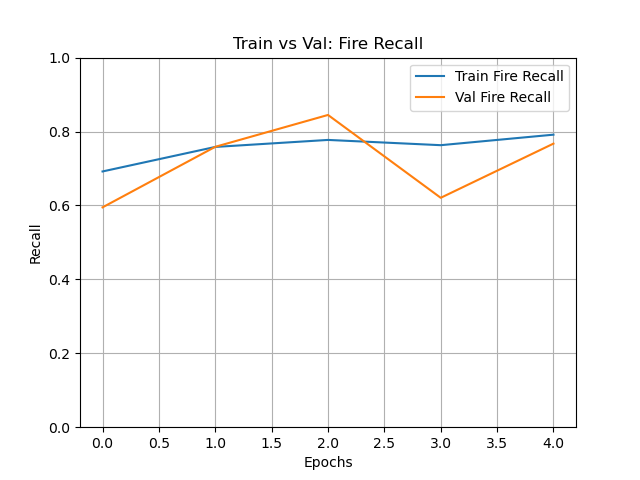 Train vs Val: Fire Recall
Train Fire Recall
Val Fire Recall
1.0
0.8
0.6
0.4
0.2
0.0
Recall
0.0 0.5 1.0 1.5 2.0 2.5 3.0 3.5 4.0
Epochs